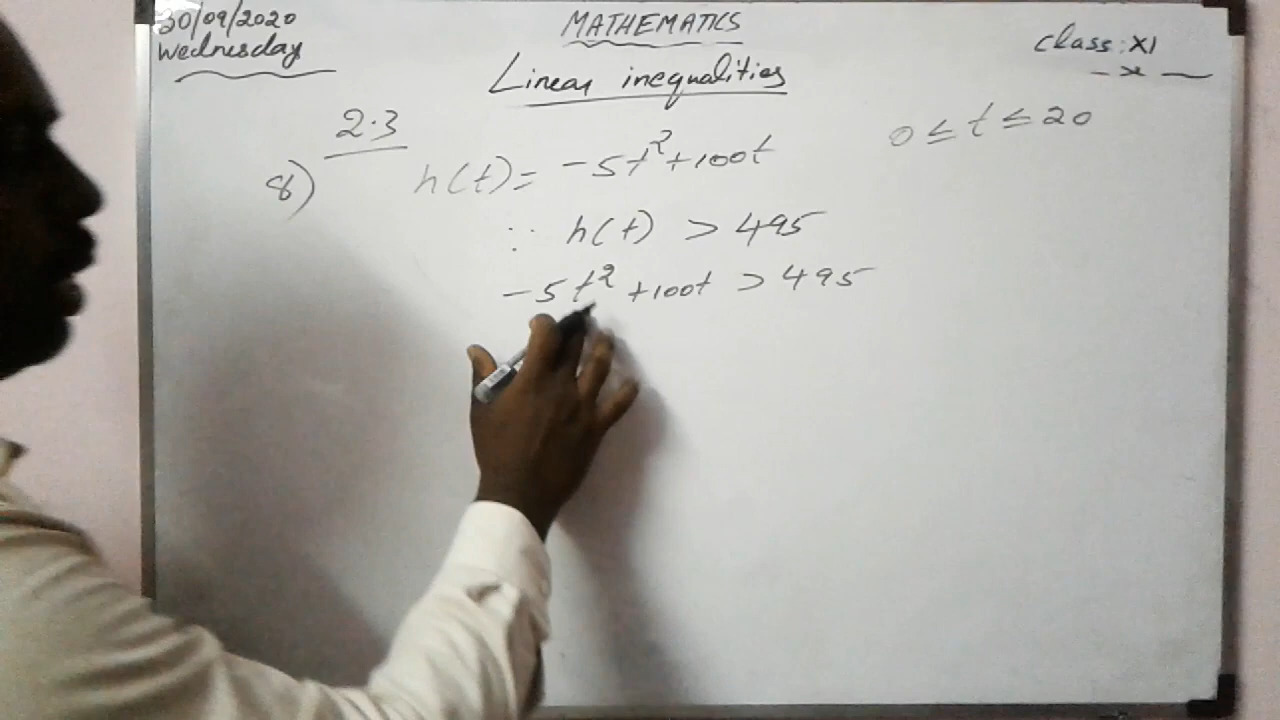 30/09/2020
Wednesday
MATHEMATICS
Class: XI
Linear inequalities
2.3
0 ≤ t ≤ 20
8) h(t) = -5t²+100t
∵ h(t) > 495
-5t² +100t > 495